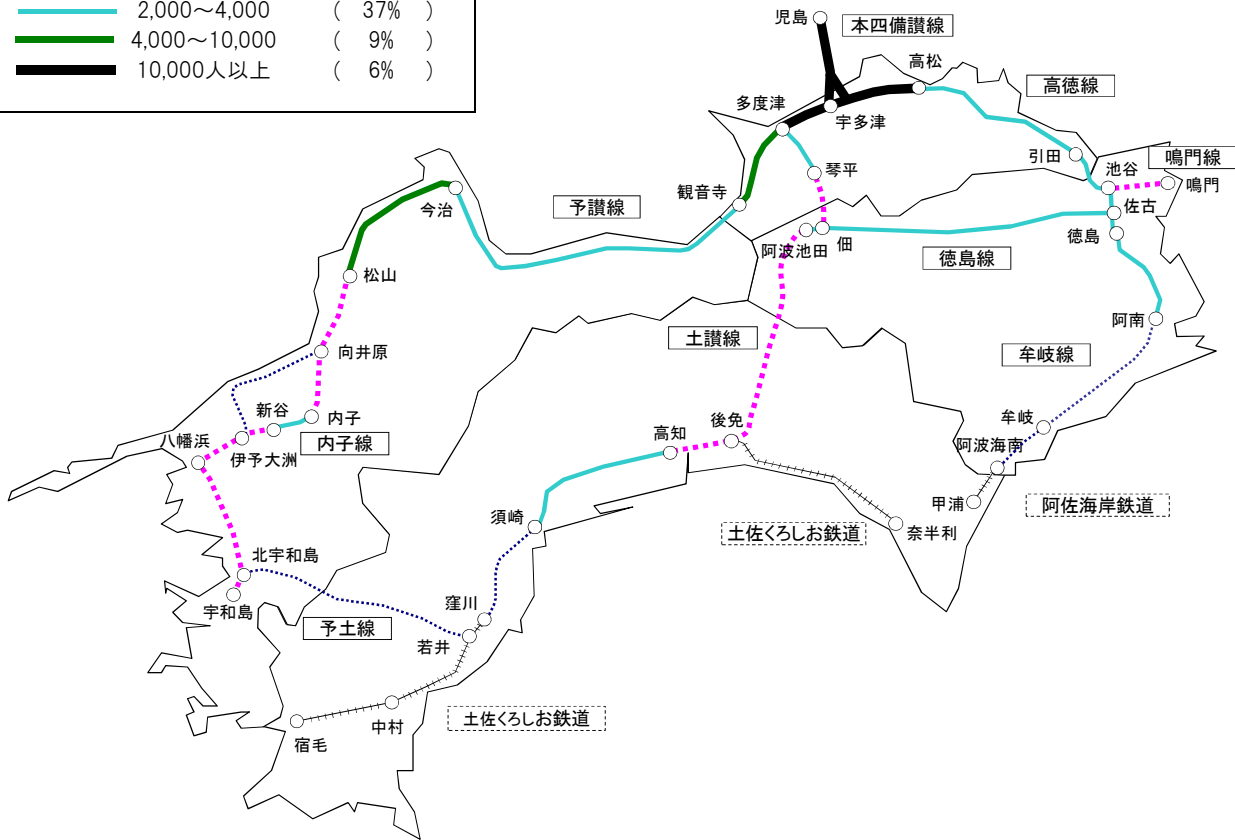 2,000～4,000 ( 37% )
4,000～10,000 ( 9% )
10,000人以上 ( 6% )
児島
本四備讃線
高松
高徳線
多度津
宇多津
引田
池谷
鳴門線
鳴門
琴平
観音寺
今治
予讃線
佐古
徳島
阿波池田
佃
徳島線
松山
阿南
土讃線
牟岐線
向井原
新谷
内子
後免
牟岐
八幡浜
伊予大洲
内子線
高知
阿波海南
甲浦
阿佐海岸鉄道
須崎
土佐くろしお鉄道
奈半利
北宇和島
宇和島
窪川
予土線
若井
中村
土佐くろしお鉄道
宿毛